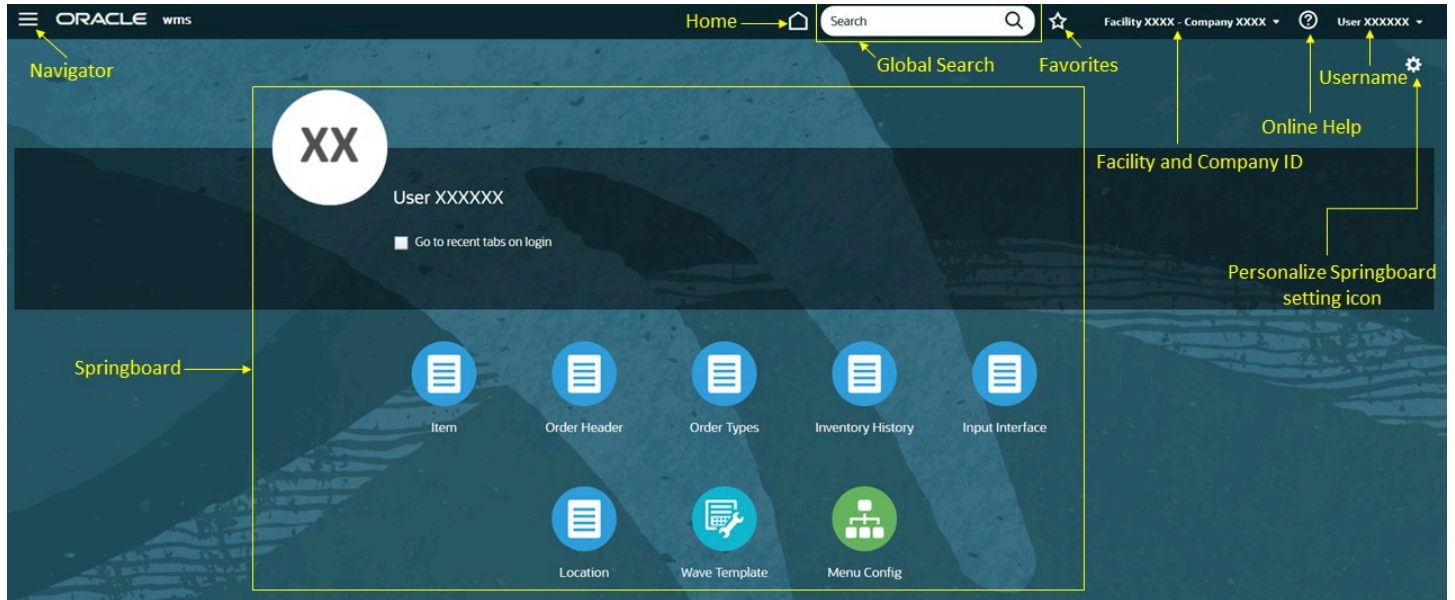 ORACLE wms
Home
Search
Facility XXXX - Company XXXX
User XXXXXX
Navigator
Global Search
Favorites
Username
Online Help
Facility and Company ID
XX
User XXXXXX
Go to recent tabs on login
Personalize Springboard
setting icon
Springboard
Item
Order Header
Order Types
Inventory History
Input Interface
Location
Wave Template
Menu Config